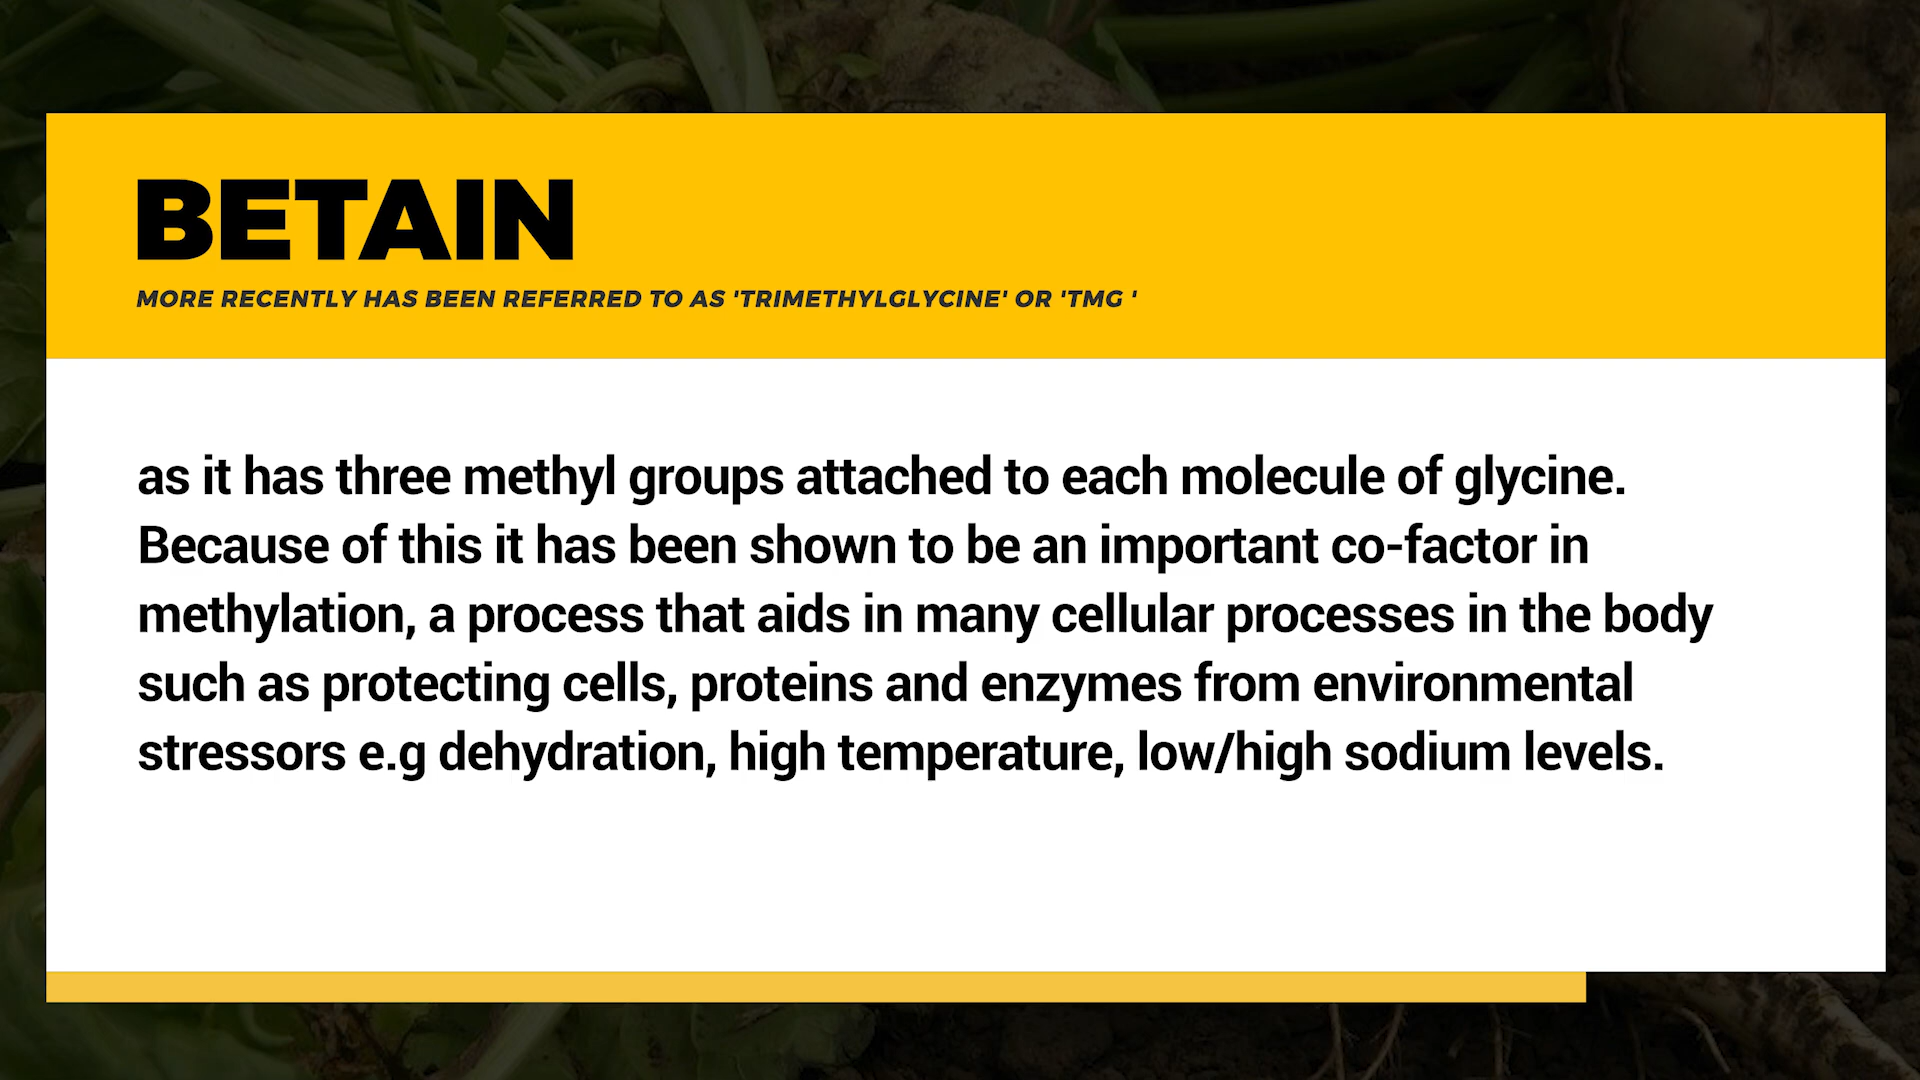 BETAIN
MORE RECENTLY HAS BEEN REFERRED TO AS 'TRIMETHYLGLYCINE' OR 'TMG '
as it has three methyl groups attached to each molecule of glycine.
Because of this it has been shown to be an important co-factor in
methylation, a process that aids in many cellular processes in the body
such as protecting cells, proteins and enzymes from environmental
stressors e.g dehydration, high temperature, low/high sodium levels.